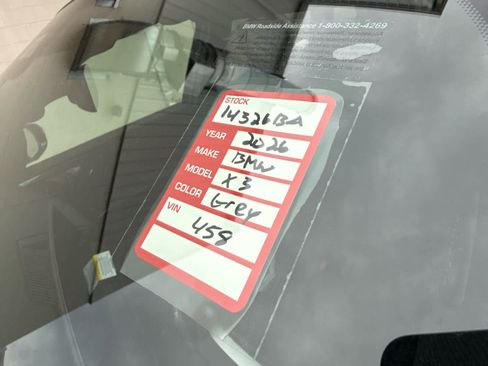 BMW Roadside Assistance 1-800-332-4269
STOCK
14326BA
YEAR 2026
MAKE BMW
MODEL X3
COLOR Grey
VIN
458